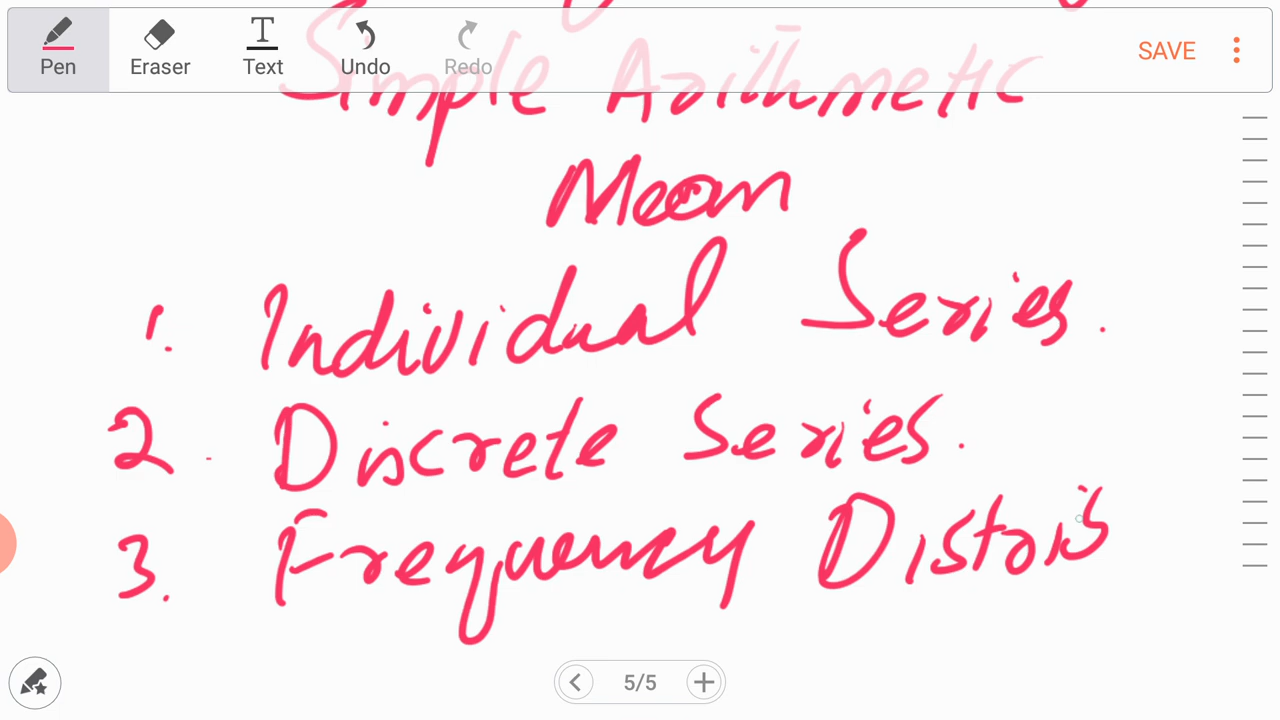 Pen Eraser Text Undo Redo SAVE
Simple Arithmetic
Mean
1. Individual Series.
2. Discrete Series.
3. Frequency Distri
5/5